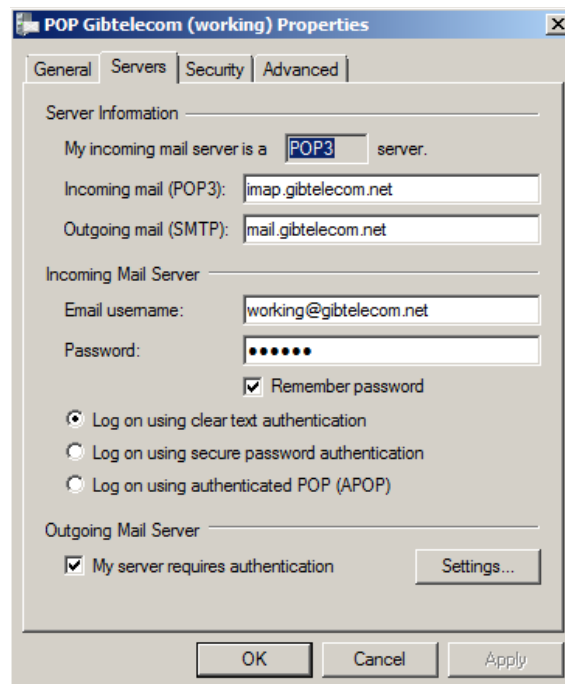 POP Gibtelecom (working) Properties
General Servers Security Advanced
Server Information
My incoming mail server is a POP3 server.
Incoming mail (POP3): imap.gibtelecom.net
Outgoing mail (SMTP): mail.gibtelecom.net
Incoming Mail Server
Email username: working@gibtelecom.net
Password: ●●●●●●
Remember password
Log on using clear text authentication
Log on using secure password authentication
Log on using authenticated POP (APOP)
Outgoing Mail Server
My server requires authentication Settings...
OK Cancel Apply